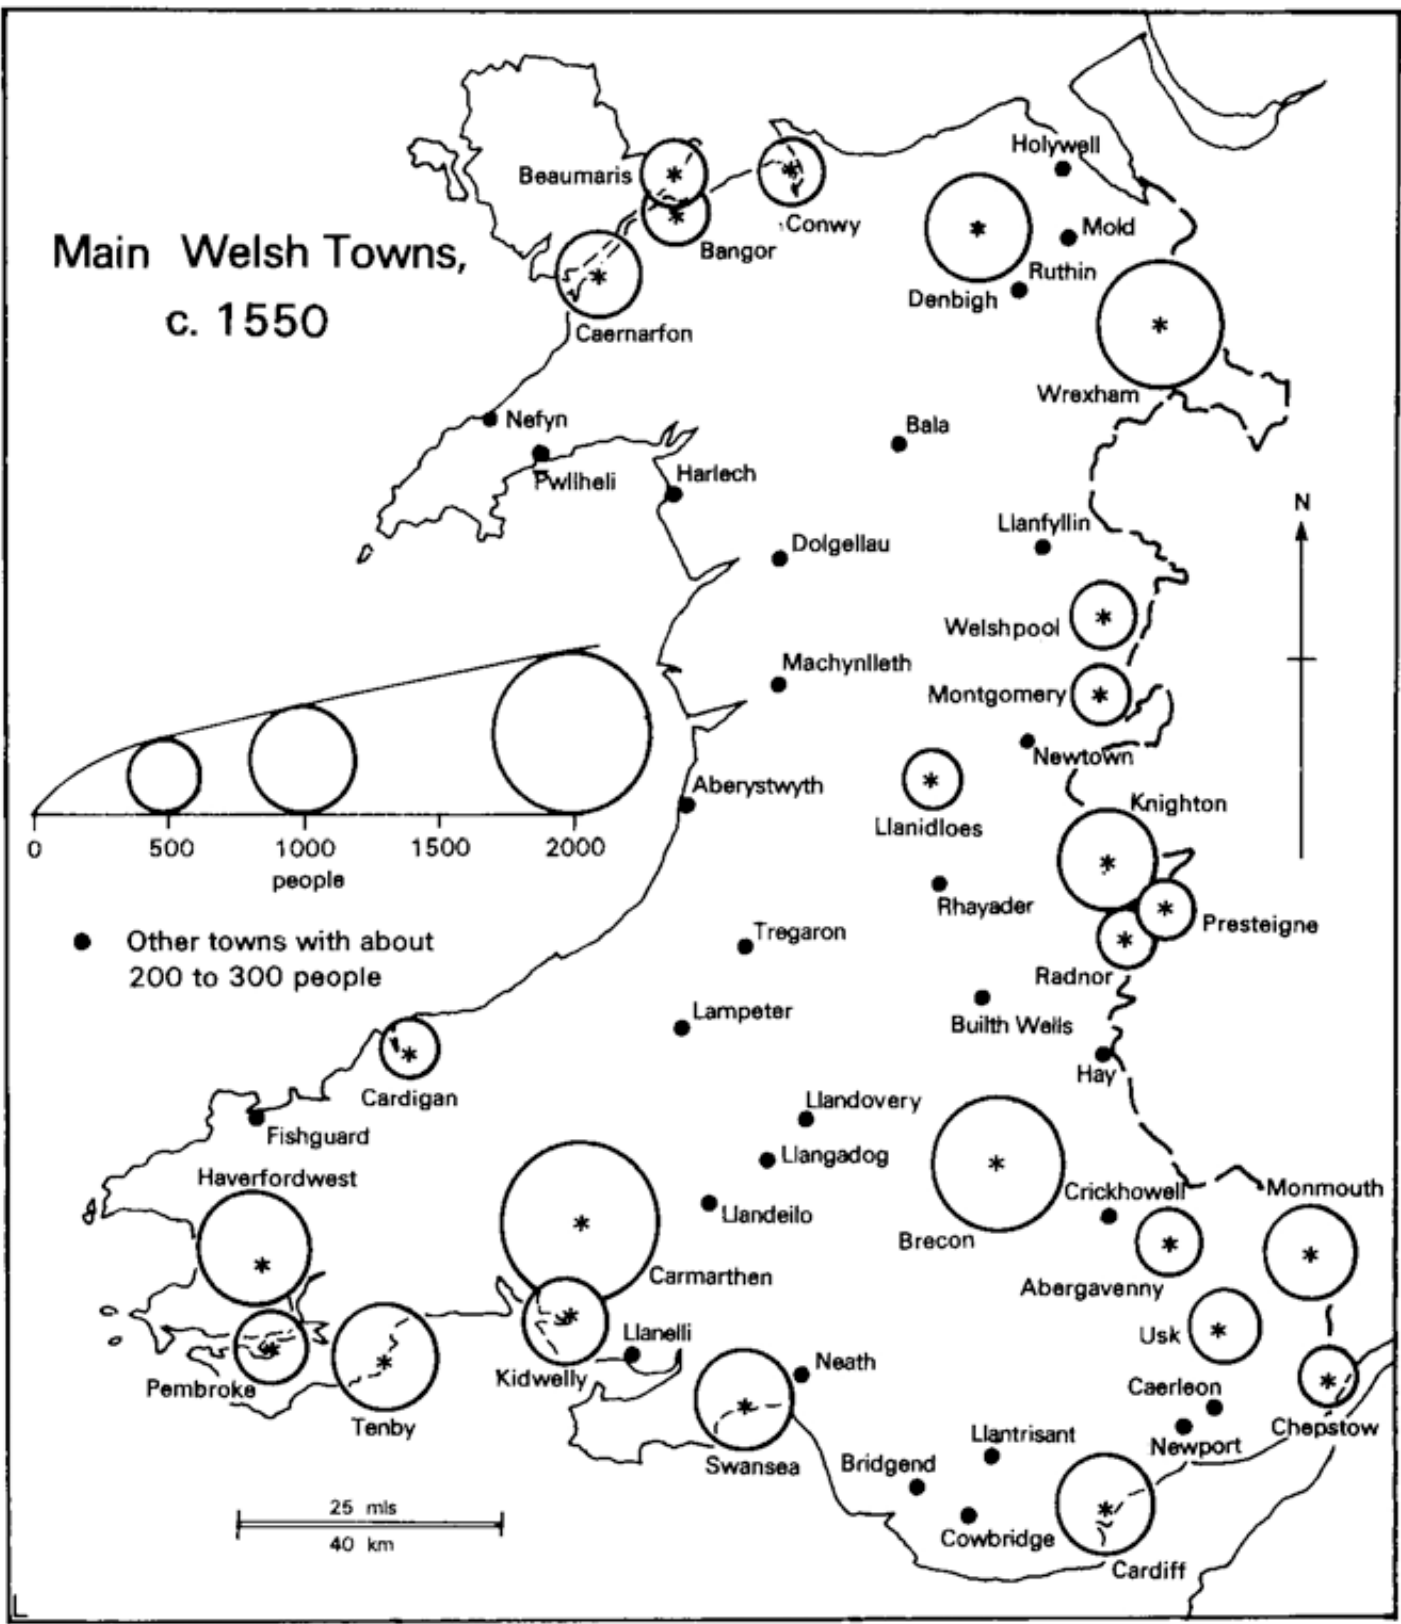 Main Welsh Towns,
c. 1550
Holywell
Beaumaris
Conwy
Mold
Bangor
Ruthin
Denbigh
Caernarfon
Wrexham
Nefyn
Bala
Pwllheli
Harlech
N
Llanfyllin
Dolgellau
Welshpool
Machynlleth
Montgomery
Newtown
Aberystwyth
Knighton
Llanidloes
0 500 1000 1500 2000
people
Rhayader
Presteigne
Tregaron
Other towns with about
200 to 300 people
Radnor
Lampeter
Builth Wells
Hay
Cardigan
Llandovery
Fishguard
Llangadog
Haverfordwest
Crickhowell
Monmouth
Llandeilo
Brecon
Carmarthen
Abergavenny
Llanelli
Usk
Neath
Kidwelly
Pembroke
Caerleon
Tenby
Chepstow
Llantrisant
Newport
Swansea
Bridgend
25 mls
40 km
Cowbridge
Cardiff